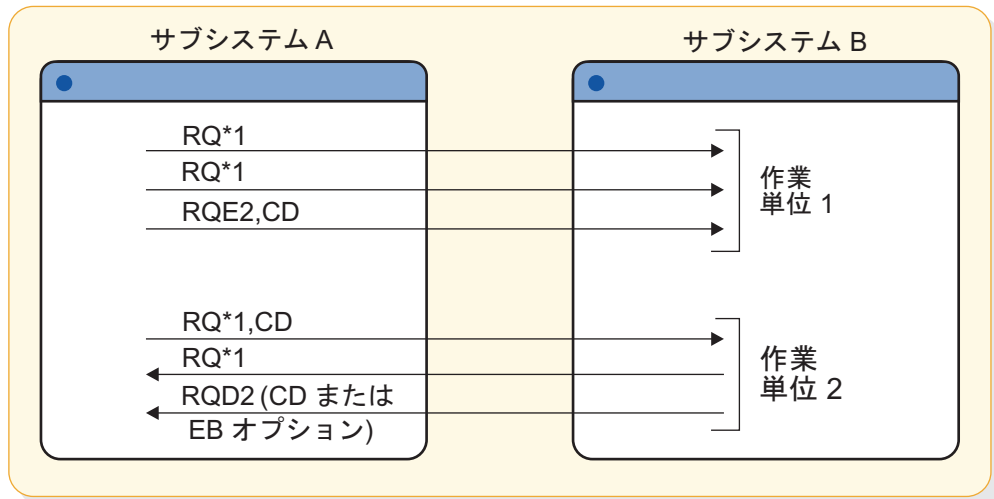 サブシステム A
サブシステム B
RQ*1
RQ*1
RQE2,CD
作業
単位 1
RQ*1,CD
RQ*1
RQD2 (CD または
EB オプション)
作業
単位 2